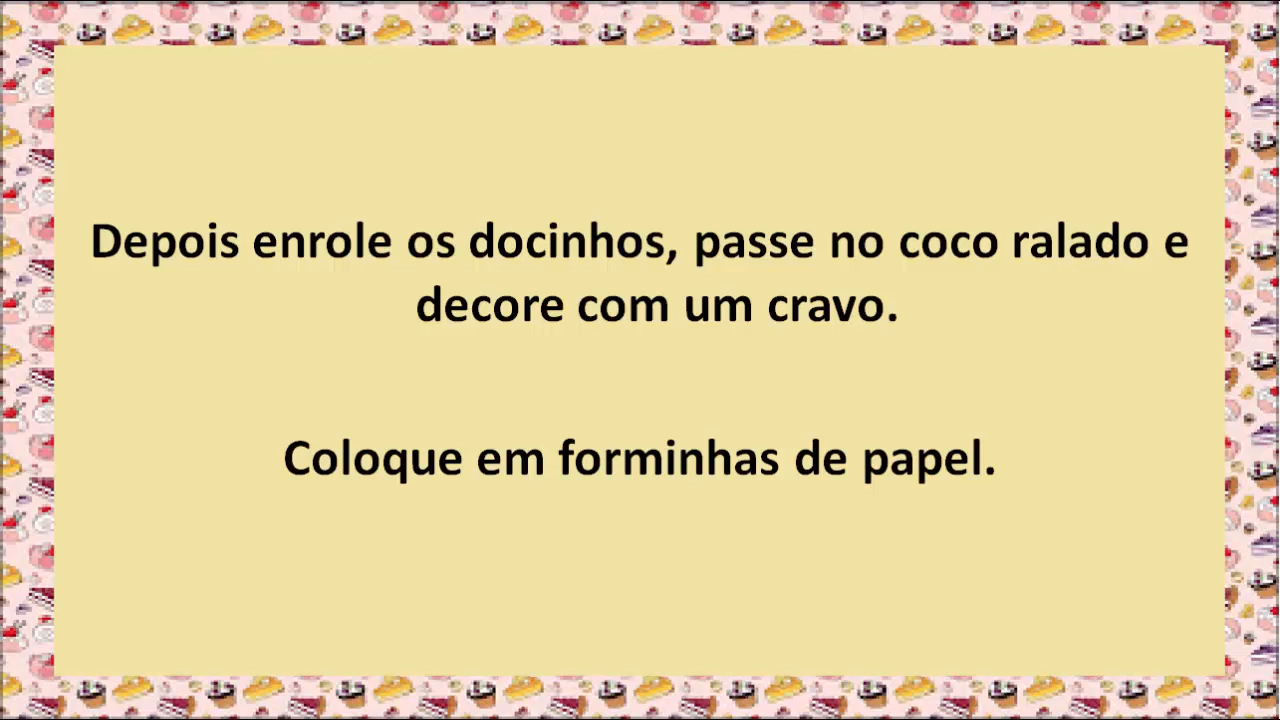 Depois enrole os docinhos, passe no coco ralado e
decore com um cravo.
Coloque em forminhas de papel.